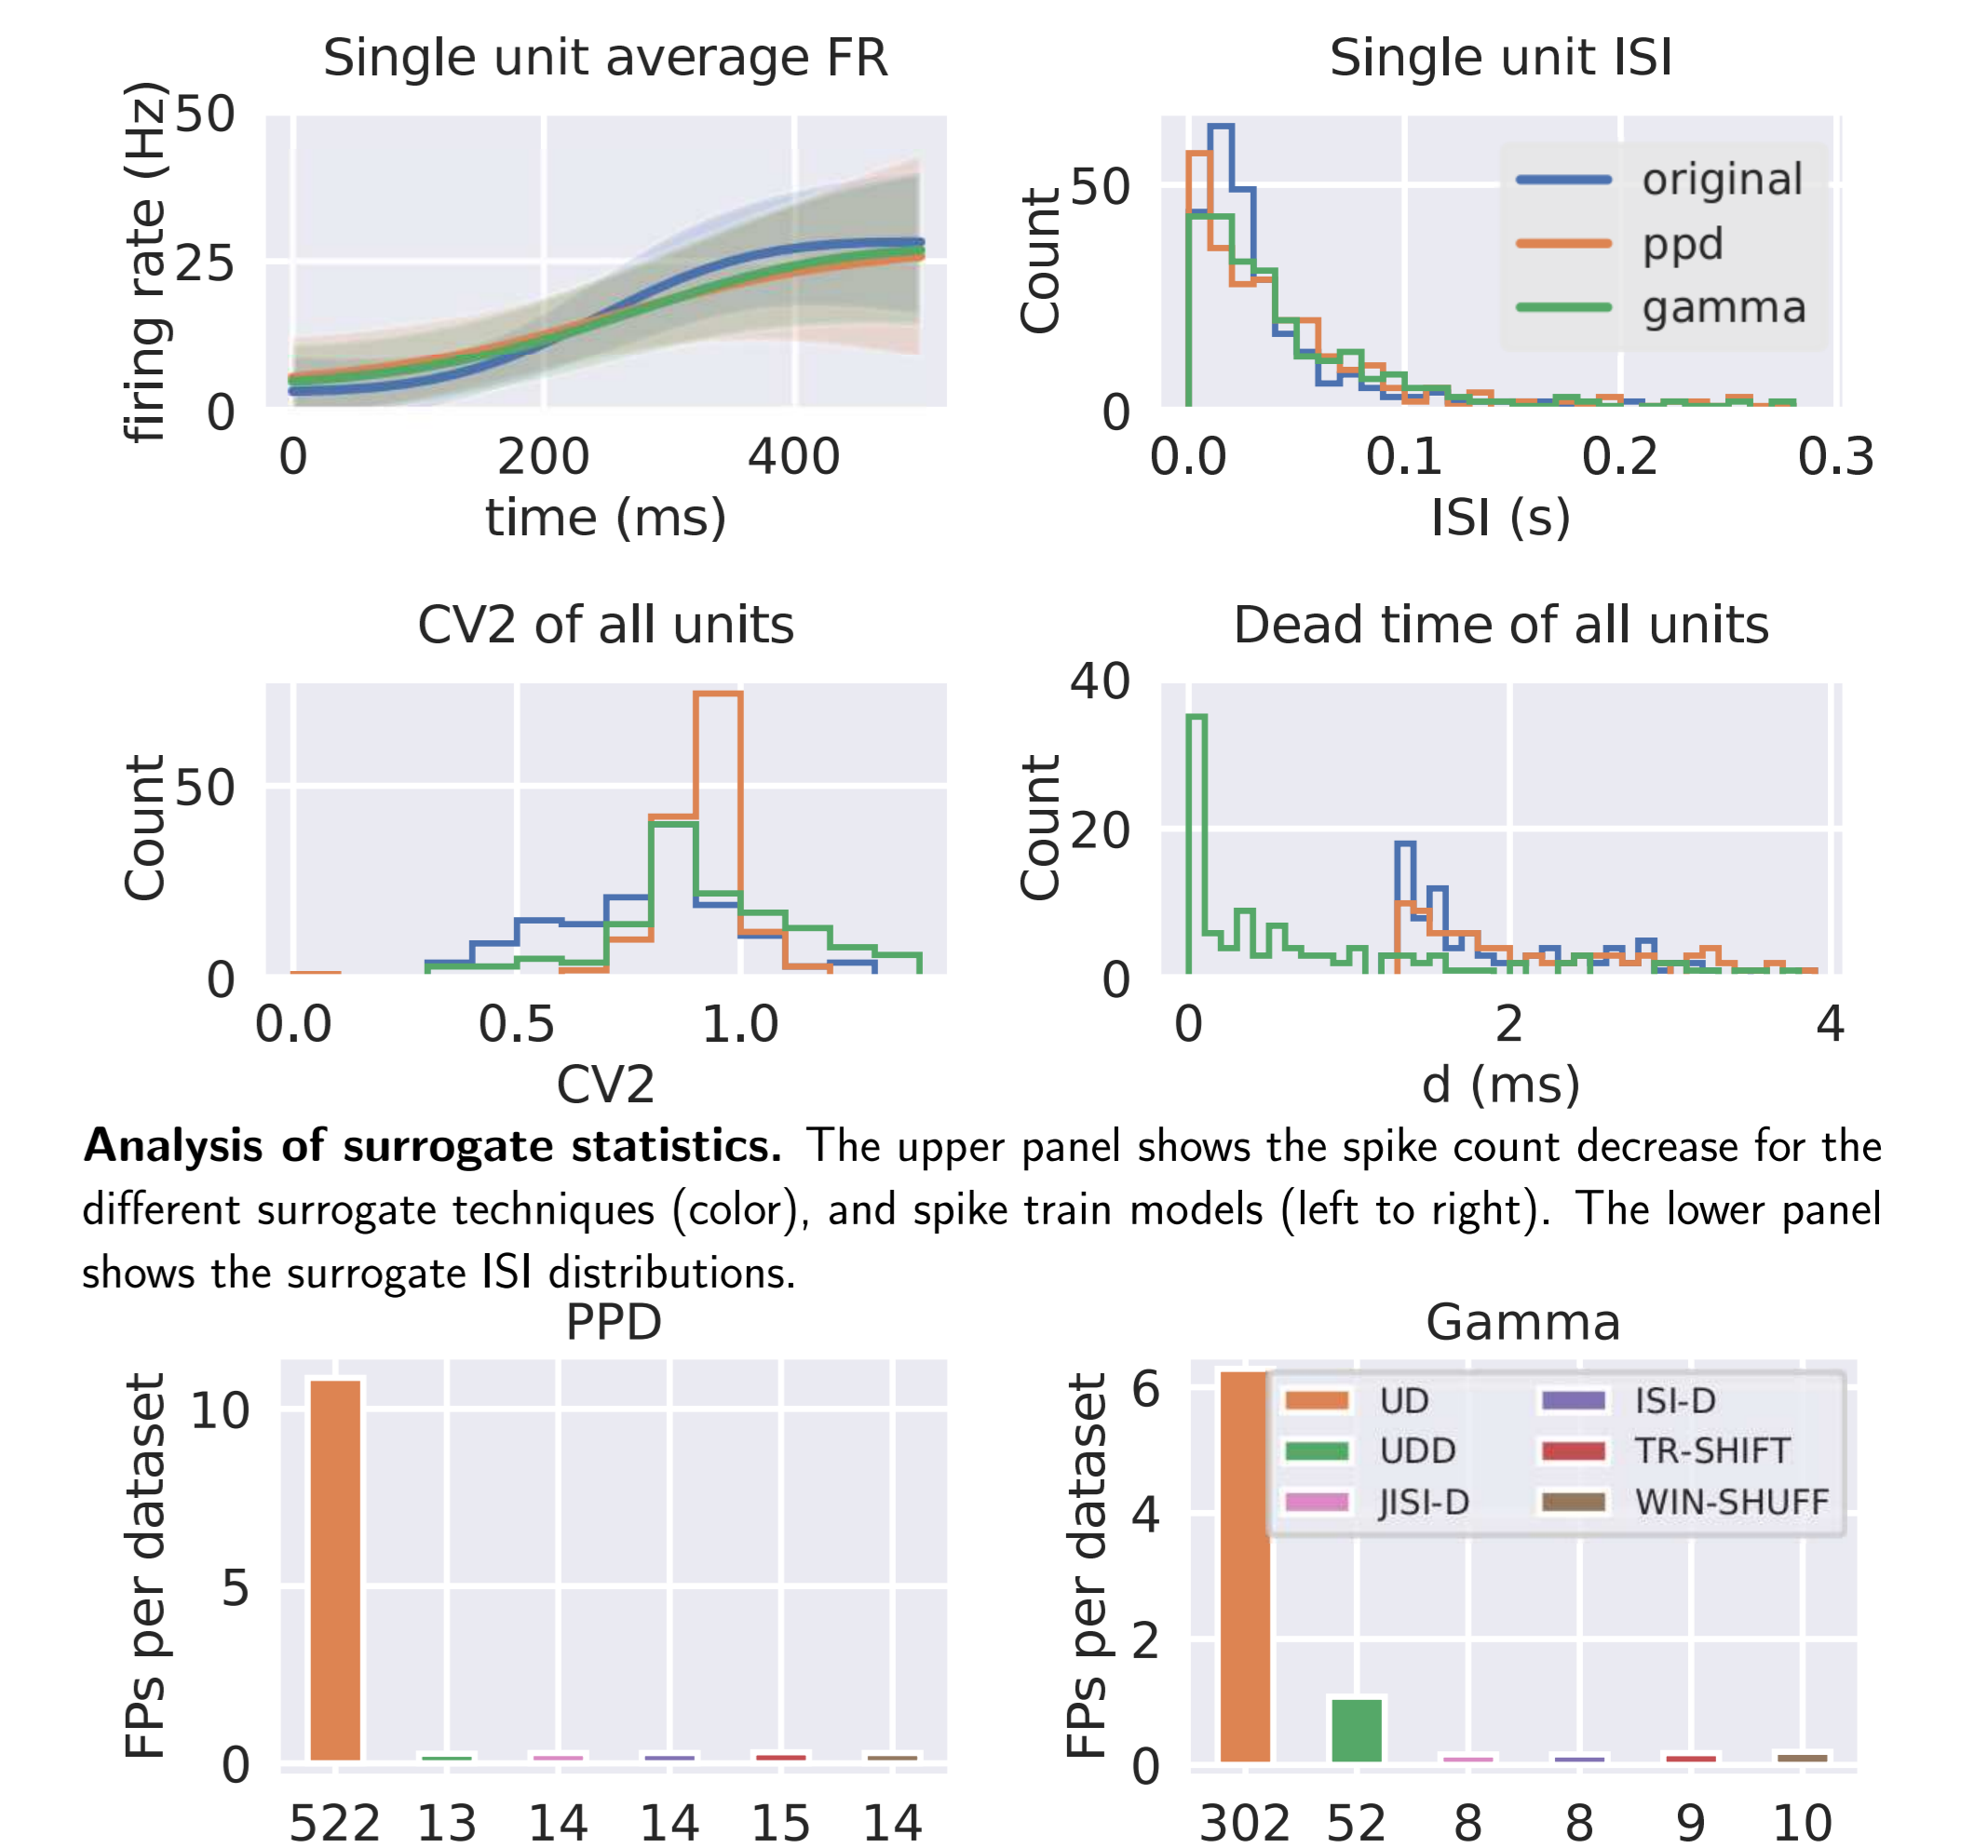 Single unit average FR
firing rate (Hz)
50
25
0
0 200 400
time (ms)
Single unit ISI
Count
50
0
original
ppd
gamma
0.0 0.1 0.2 0.3
ISI (s)
CV2 of all units
Count
50
0
0.0 0.5 1.0
CV2
Dead time of all units
Count
40
20
0
0 2 4
d (ms)
Analysis of surrogate statistics. The upper panel shows the spike count decrease for the
different surrogate techniques (color), and spike train models (left to right). The lower panel
shows the surrogate ISI distributions.
PPD
FPs per dataset
10
5
0
522 13 14 14 15 14
Gamma
FPs per dataset
6
4
2
0
UD ISI-D
UDD TR-SHIFT
JISI-D WIN-SHUFF
302 52 8 8 9 10